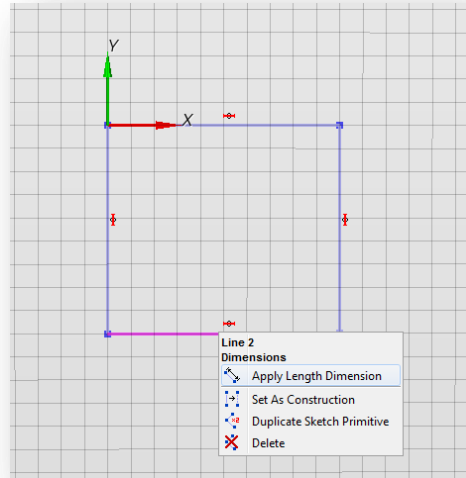 Y
X
Line 2
Dimensions
Apply Length Dimension
Set As Construction
Duplicate Sketch Primitive
Delete